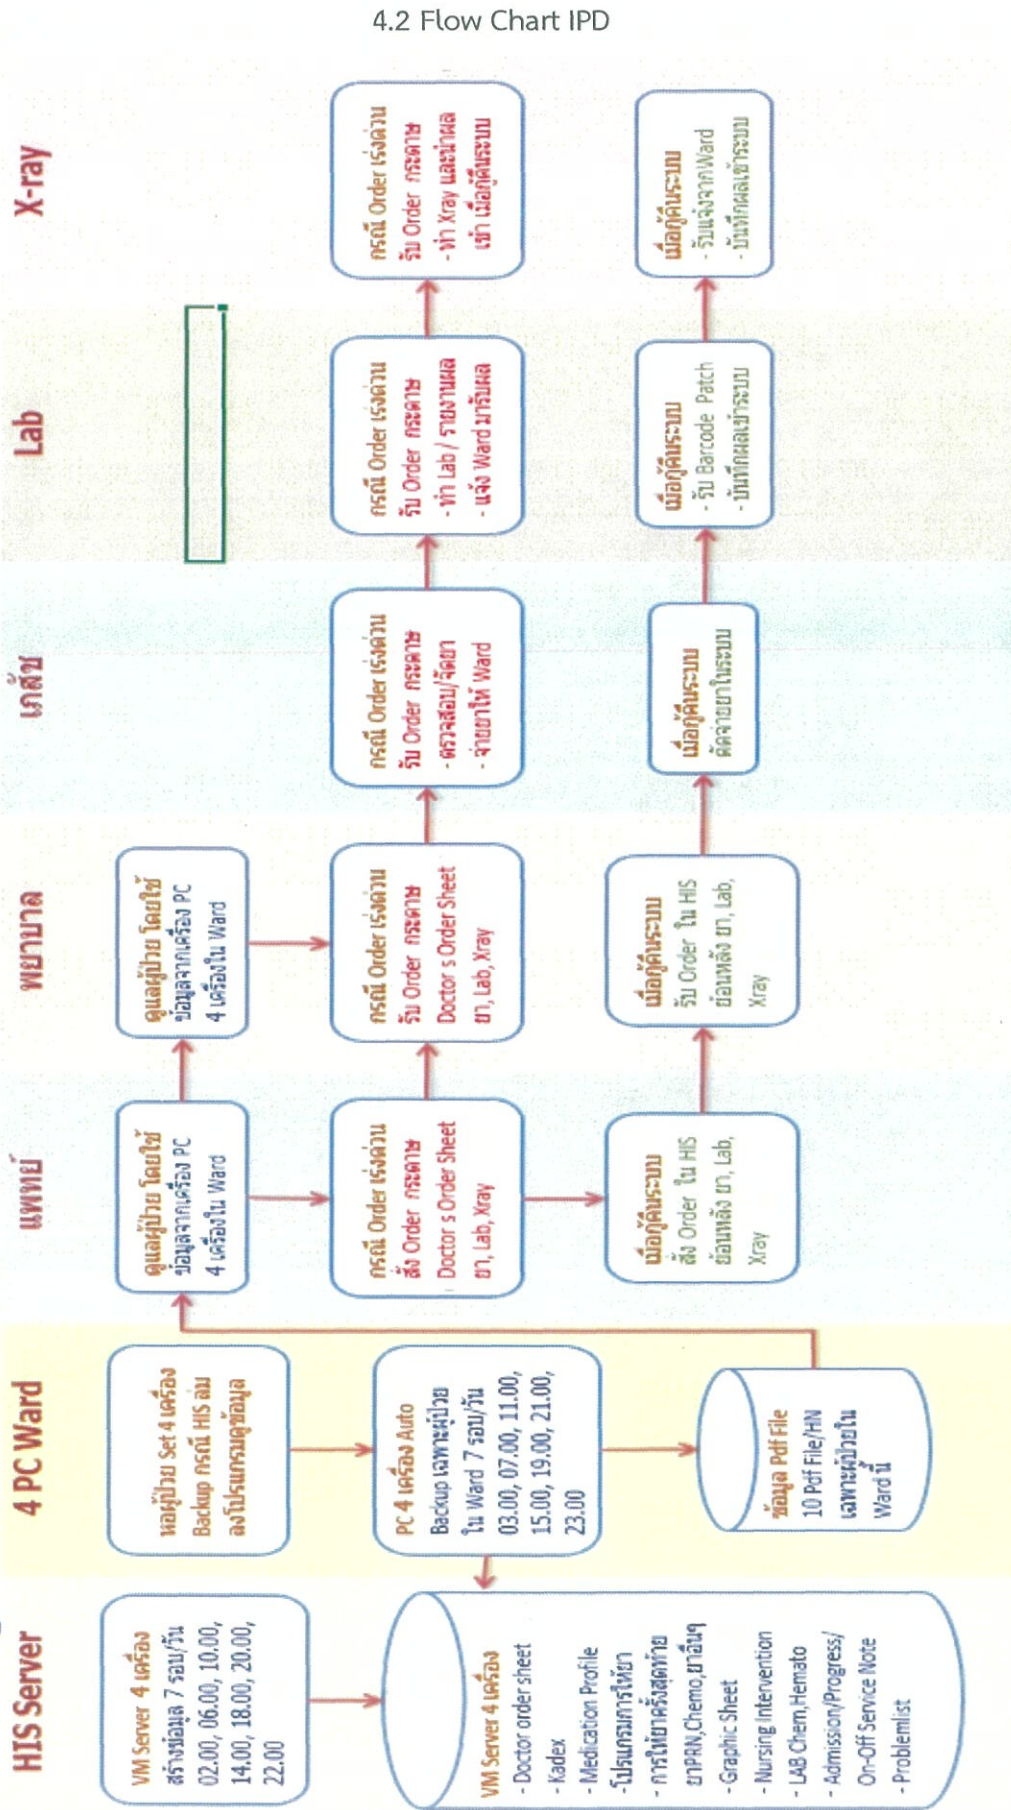 4.2 Flow Chart IPD
HIS Server
4 PC Ward
แพทย์
พยาบาล
เภสัช
Lab
X-ray
VM Server 4 เครื่อง
สร้างข้อมูล 7 รอบ/วัน
02.00, 06.00, 10.00,
14.00, 18.00, 20.00,
22.00
VM Server 4 เครื่อง
- Doctor order sheet
- Kadex
- Medication Profile
-โปรแกรมการให้ยา
- การให้ยาครั้งสุดท้าย
ยาPRN,Chemo,ยาอื่นๆ
- Graphic Sheet
- Nursing Intervention
- LAB Chem,Hemato
- Admission/Progress/
On-Off Service Note
- Problemlist
หอผู้ป่วย Set 4 เครื่อง
Backup กรณี HIS ล่ม
ลงโปรแกรมดูข้อมูล
PC 4 เครื่อง Auto
Backup เฉพาะผู้ป่วย
ใน Ward 7 รอบ/วัน
03.00, 07.00, 11.00,
15.00, 19.00, 21.00,
23.00
ข้อมูล Pdf File
10 Pdf File/HN
เฉพาะผู้ป่วยใน
Ward นี้
ดูแลผู้ป่วย โดยใช้
ข้อมูลจากเครื่อง PC
4 เครื่องใน Ward
กรณี Order เร่งด่วน
สั่ง Order กระดาษ
Doctor s Order Sheet
ยา, Lab, Xray
เมื่อกู้คืนระบบ
สั่ง Order ใน HIS
ย้อนหลัง ยา, Lab,
Xray
ดูแลผู้ป่วย โดยใช้
ข้อมูลจากเครื่อง PC
4 เครื่องใน Ward
กรณี Order เร่งด่วน
รับ Order กระดาษ
Doctor s Order Sheet
ยา, Lab, Xray
เมื่อกู้คืนระบบ
รับ Order ใน HIS
ย้อนหลัง ยา, Lab,
Xray
กรณี Order เร่งด่วน
รับ Order กระดาษ
- ตรวจสอบ/จัดยา
- จ่ายยาให้ Ward
เมื่อกู้คืนระบบ
ตัดจ่ายยาในระบบ
กรณี Order เร่งด่วน
รับ Order กระดาษ
- ทำ Lab / รายงานผล
- แจ้ง Ward มารับผล
เมื่อกู้คืนระบบ
- รับ Barcode Patch
- บันทึกผลเข้าระบบ
กรณี Order เร่งด่วน
รับ Order กระดาษ
- ทำ Xray และนำผล
เข้า เมื่อกู้คืนระบบ
เมื่อกู้คืนระบบ
- รับแจ้งจากWard
- บันทึกผลเข้าระบบ